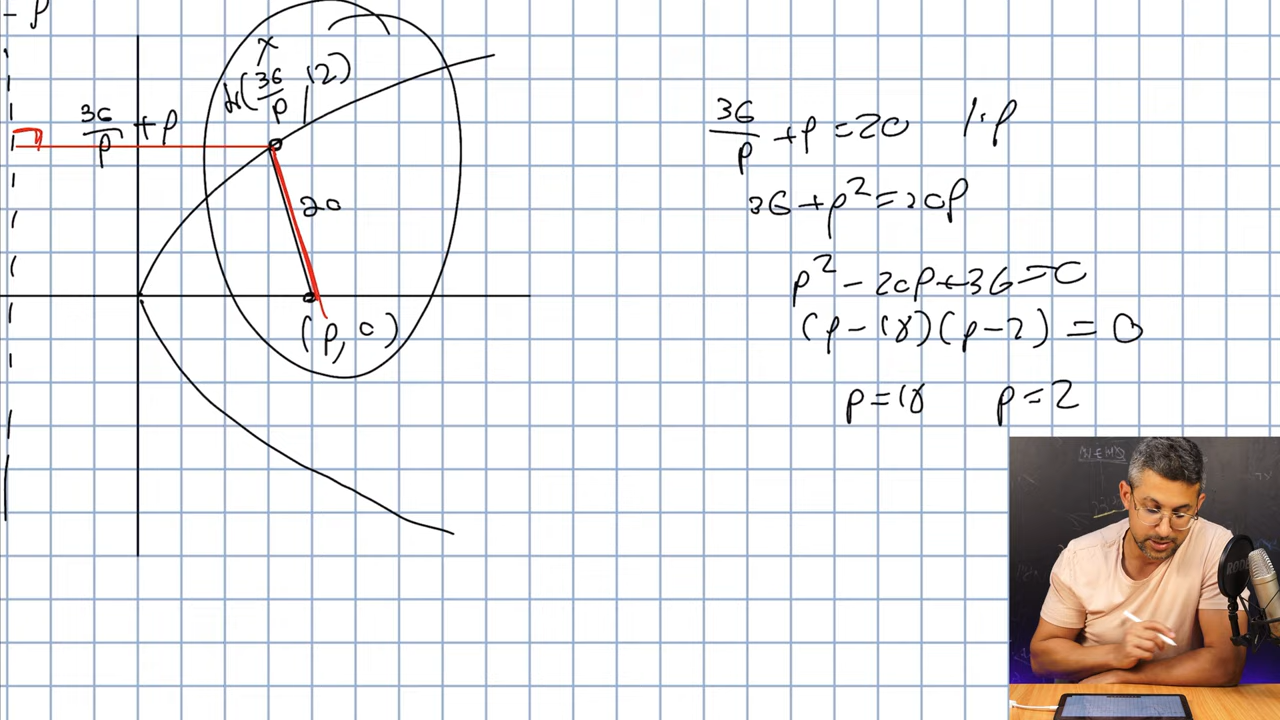 -P
x
(36/P, 12)
36/P + P
20
(P, 0)
36/P + P = 20 /·P
36 + P² = 20P
P² - 20P + 36 = 0
(P - 18)(P - 2) = 0
P = 18 P = 2
RODE